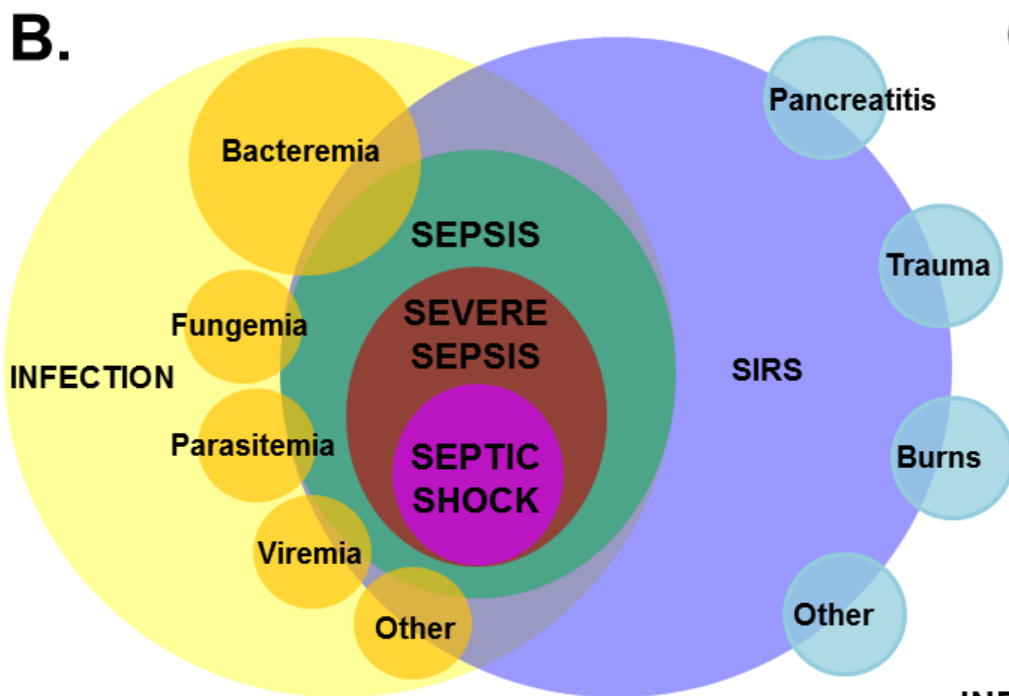 B.
Pancreatitis
Bacteremia
SEPSIS
Trauma
SEVERE
SEPSIS
Fungemia
INFECTION
SIRS
Parasitemia
SEPTIC
SHOCK
Burns
Viremia
Other
Other